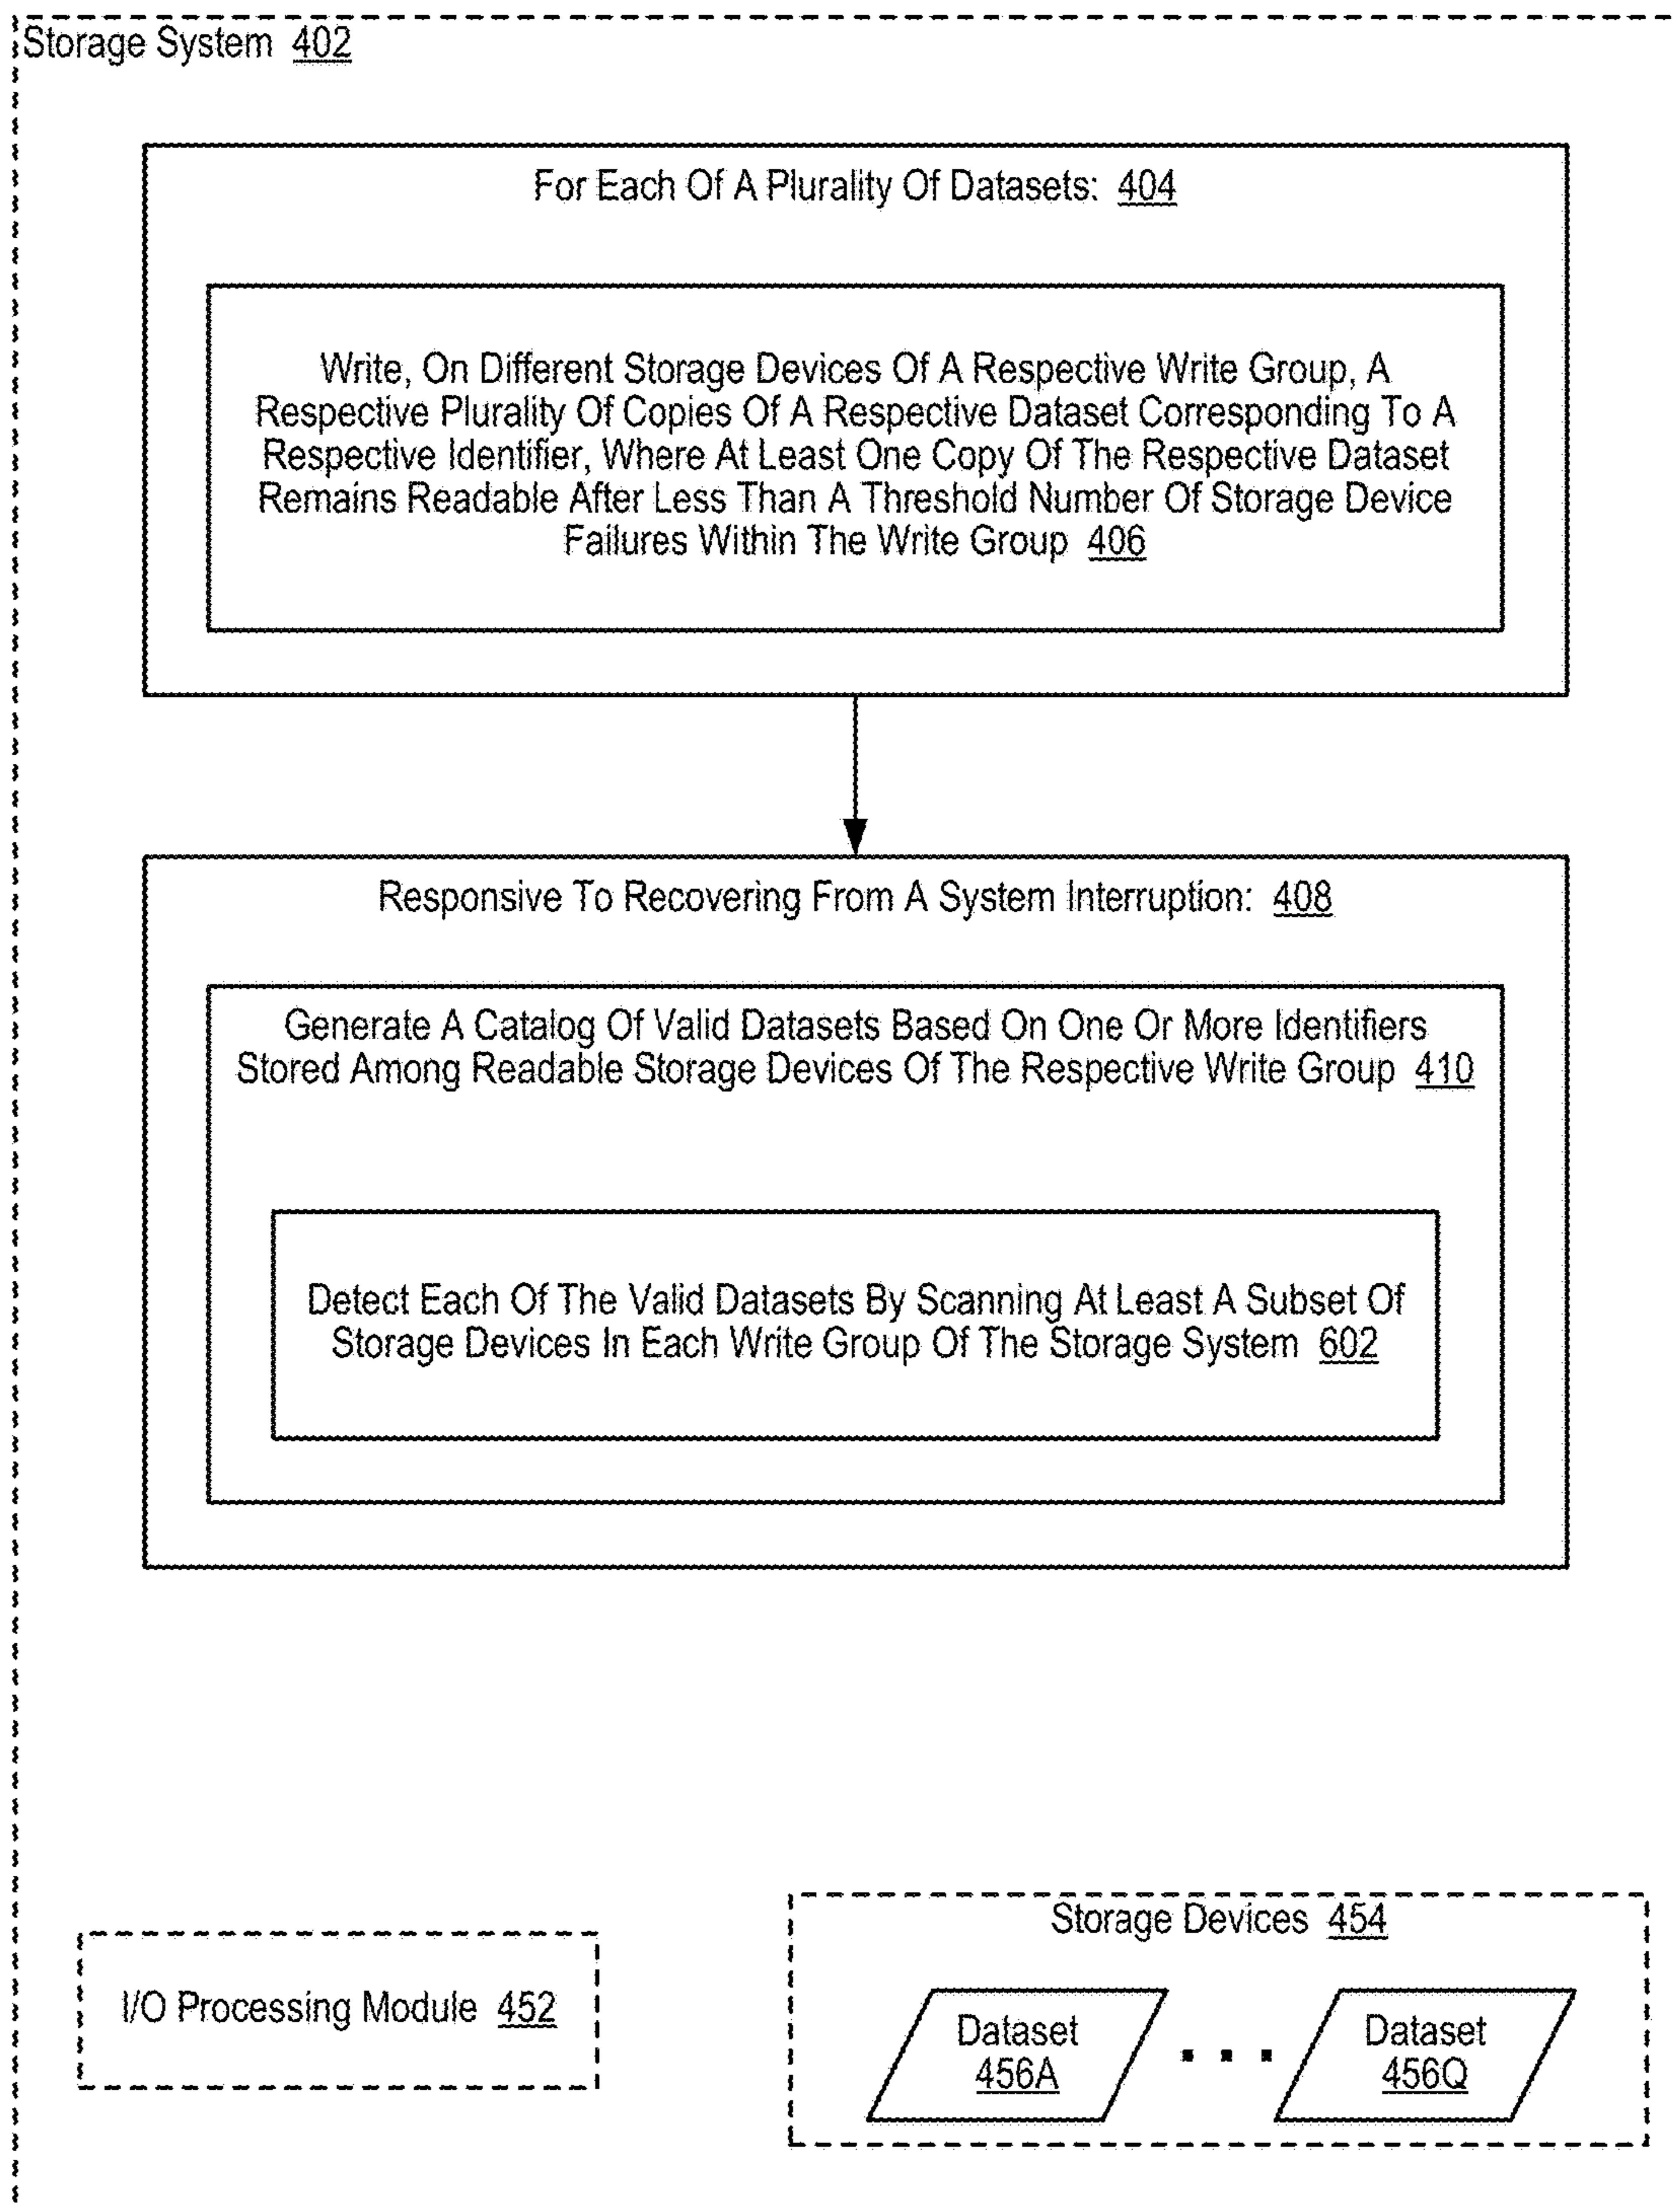 Storage System 402
For Each Of A Plurality Of Datasets: 404
Write, On Different Storage Devices Of A Respective Write Group, A
Respective Plurality Of Copies Of A Respective Dataset Corresponding To A
Respective Identifier, Where At Least One Copy Of The Respective Dataset
Remains Readable After Less Than A Threshold Number Of Storage Device
Failures Within The Write Group 406
Responsive To Recovering From A System Interruption: 408
Generate A Catalog Of Valid Datasets Based On One Or More Identifiers
Stored Among Readable Storage Devices Of The Respective Write Group 410
Detect Each Of The Valid Datasets By Scanning At Least A Subset Of
Storage Devices In Each Write Group Of The Storage System 602
I/O Processing Module 452
Storage Devices 454
Dataset
456A
Dataset
456Q